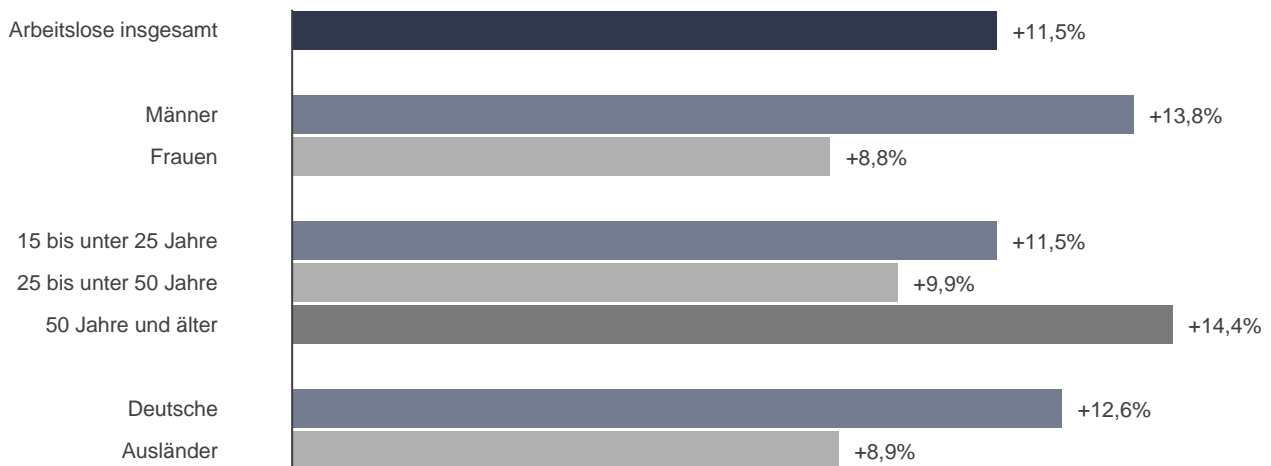 Arbeitslose insgesamt +11,5%
Männer +13,8%
Frauen +8,8%
15 bis unter 25 Jahre +11,5%
25 bis unter 50 Jahre +9,9%
50 Jahre und älter +14,4%
Deutsche +12,6%
Ausländer +8,9%